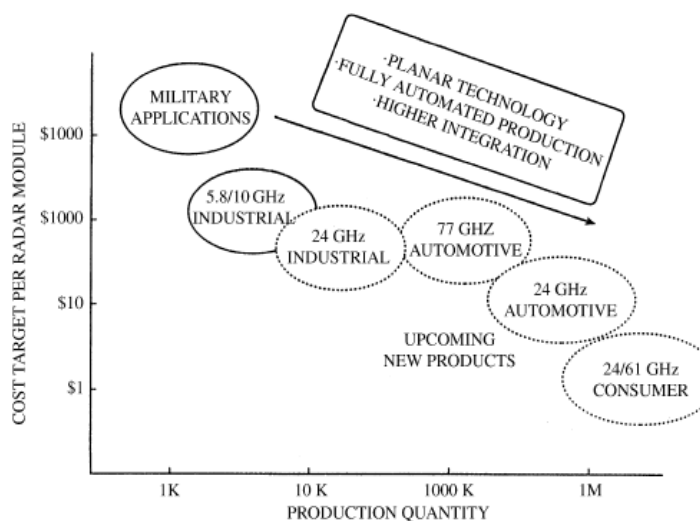 ·PLANAR TECHNOLOGY
·FULLY AUTOMATED PRODUCTION
·HIGHER INTEGRATION
MILITARY
APPLICATIONS
5.8/10 GHz
INDUSTRIAL
24 GHz
INDUSTRIAL
77 GHZ
AUTOMOTIVE
24 GHz
AUTOMOTIVE
UPCOMING
NEW PRODUCTS
24/61 GHz
CONSUMER
COST TARGET PER RADAR MODULE
$1000
$1000
$10
$1
1K
10 K
1000 K
1M
PRODUCTION QUANTITY